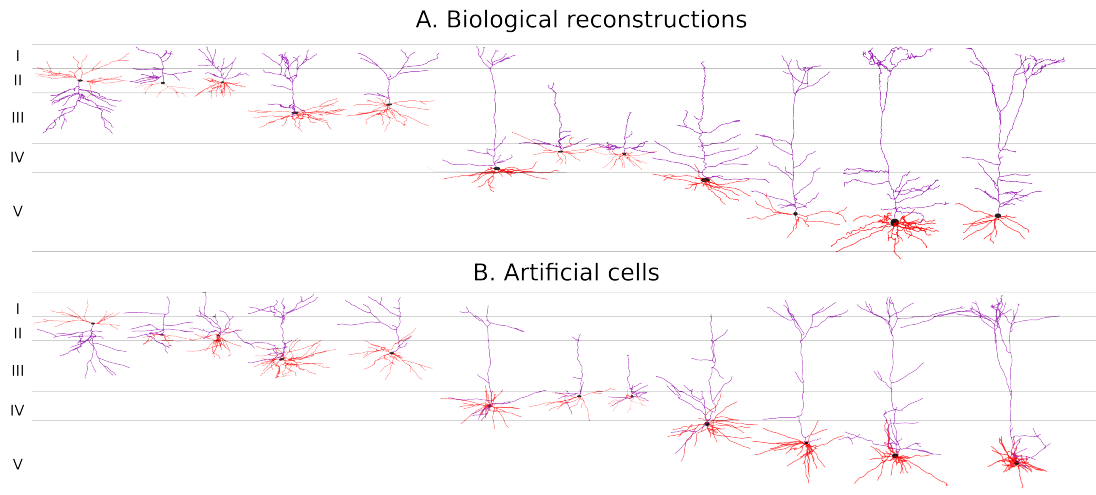 A. Biological reconstructions
I
II
III
IV
V
B. Artificial cells
I
II
III
IV
V